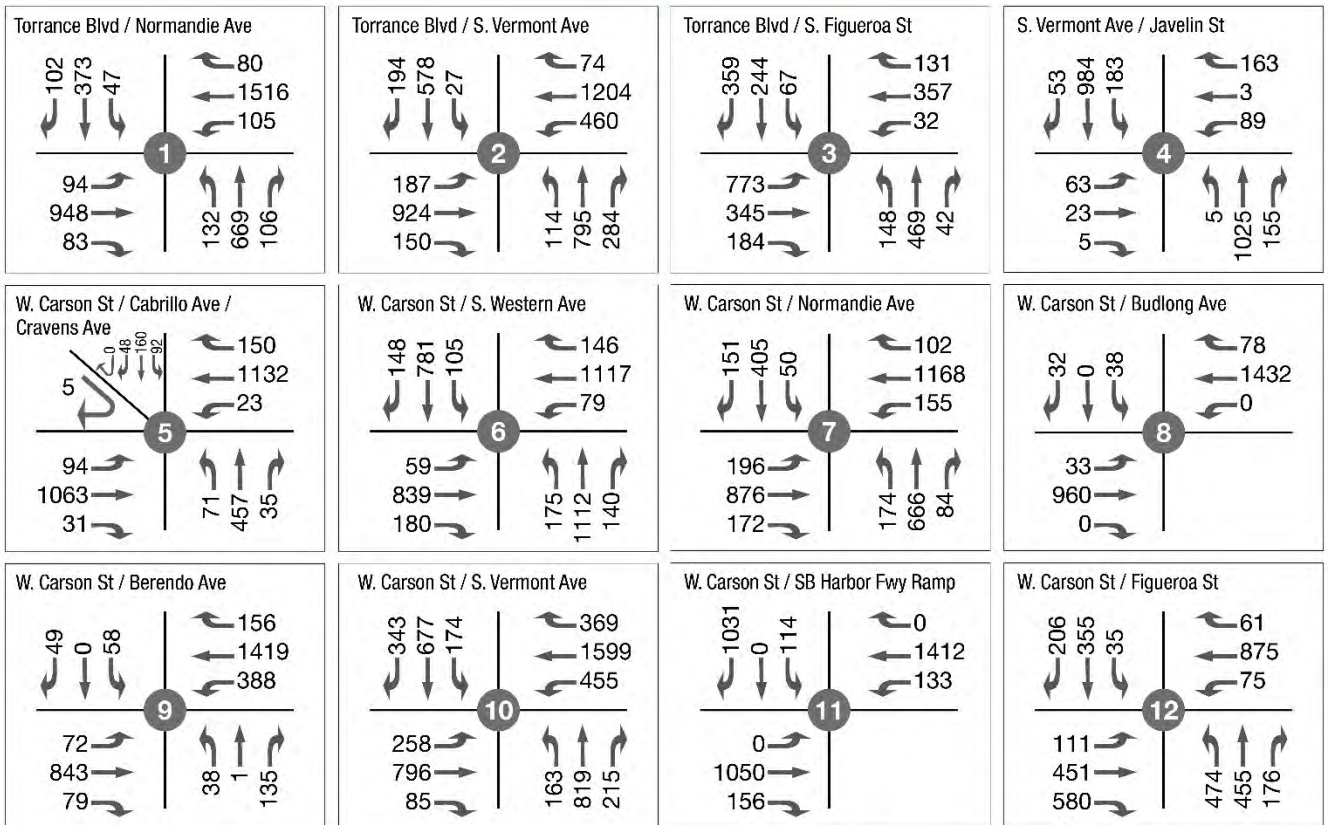 Torrance Blvd / Normandie Ave
102 373 47
80
1516
105
1
94
948
83
132 669 106
Torrance Blvd / S. Vermont Ave
194 578 27
74
1204
460
2
187
924
150
114 795 284
Torrance Blvd / S. Figueroa St
359 244 67
131
357
32
3
773
345
184
148 469 42
S. Vermont Ave / Javelin St
53 984 183
163
3
89
4
63
23
5
5 1025 155
W. Carson St / Cabrillo Ave /
Cravens Ave
0 48 160 92
5
150
1132
23
5
94
1063
31
71 457 35
W. Carson St / S. Western Ave
148 781 105
146
1117
79
6
59
839
180
175 1112 140
W. Carson St / Normandie Ave
151 405 50
102
1168
155
7
196
876
172
174 666 84
W. Carson St / Budlong Ave
32 0 38
78
1432
0
8
33
960
0
W. Carson St / Berendo Ave
49 0 58
156
1419
388
9
72
843
79
38 1 135
W. Carson St / S. Vermont Ave
343 677 174
369
1599
455
10
258
796
85
163 819 215
W. Carson St / SB Harbor Fwy Ramp
1031 0 114
0
1412
133
11
0
1050
156
W. Carson St / Figueroa St
206 355 35
61
875
75
12
111
451
580
474 455 176